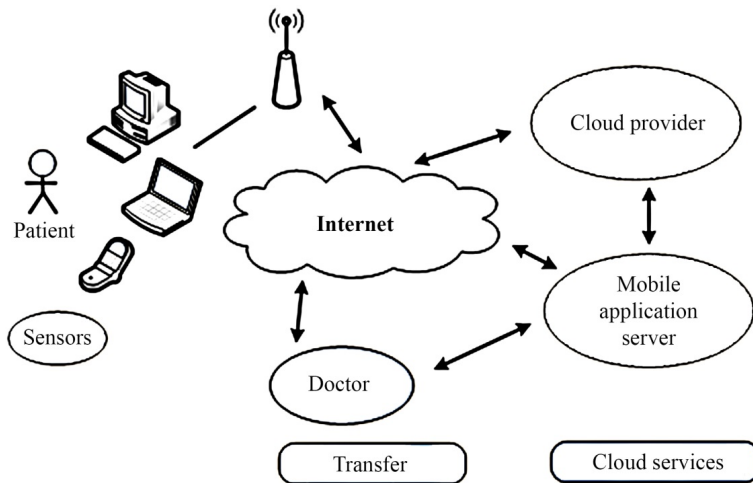 Cloud provider
Patient
Internet
Sensors
Mobile
application
server
Doctor
Transfer
Cloud services